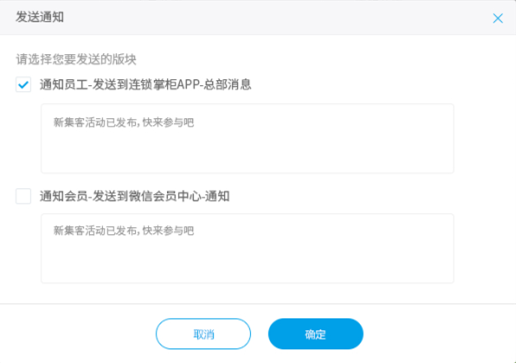 发送通知
请选择您要发送的版块
通知员工-发送到连锁掌柜APP-总部消息
新集客活动已发布，快来参与吧
通知会员-发送到微信会员中心-通知
新集客活动已发布，快来参与吧
取消
确定